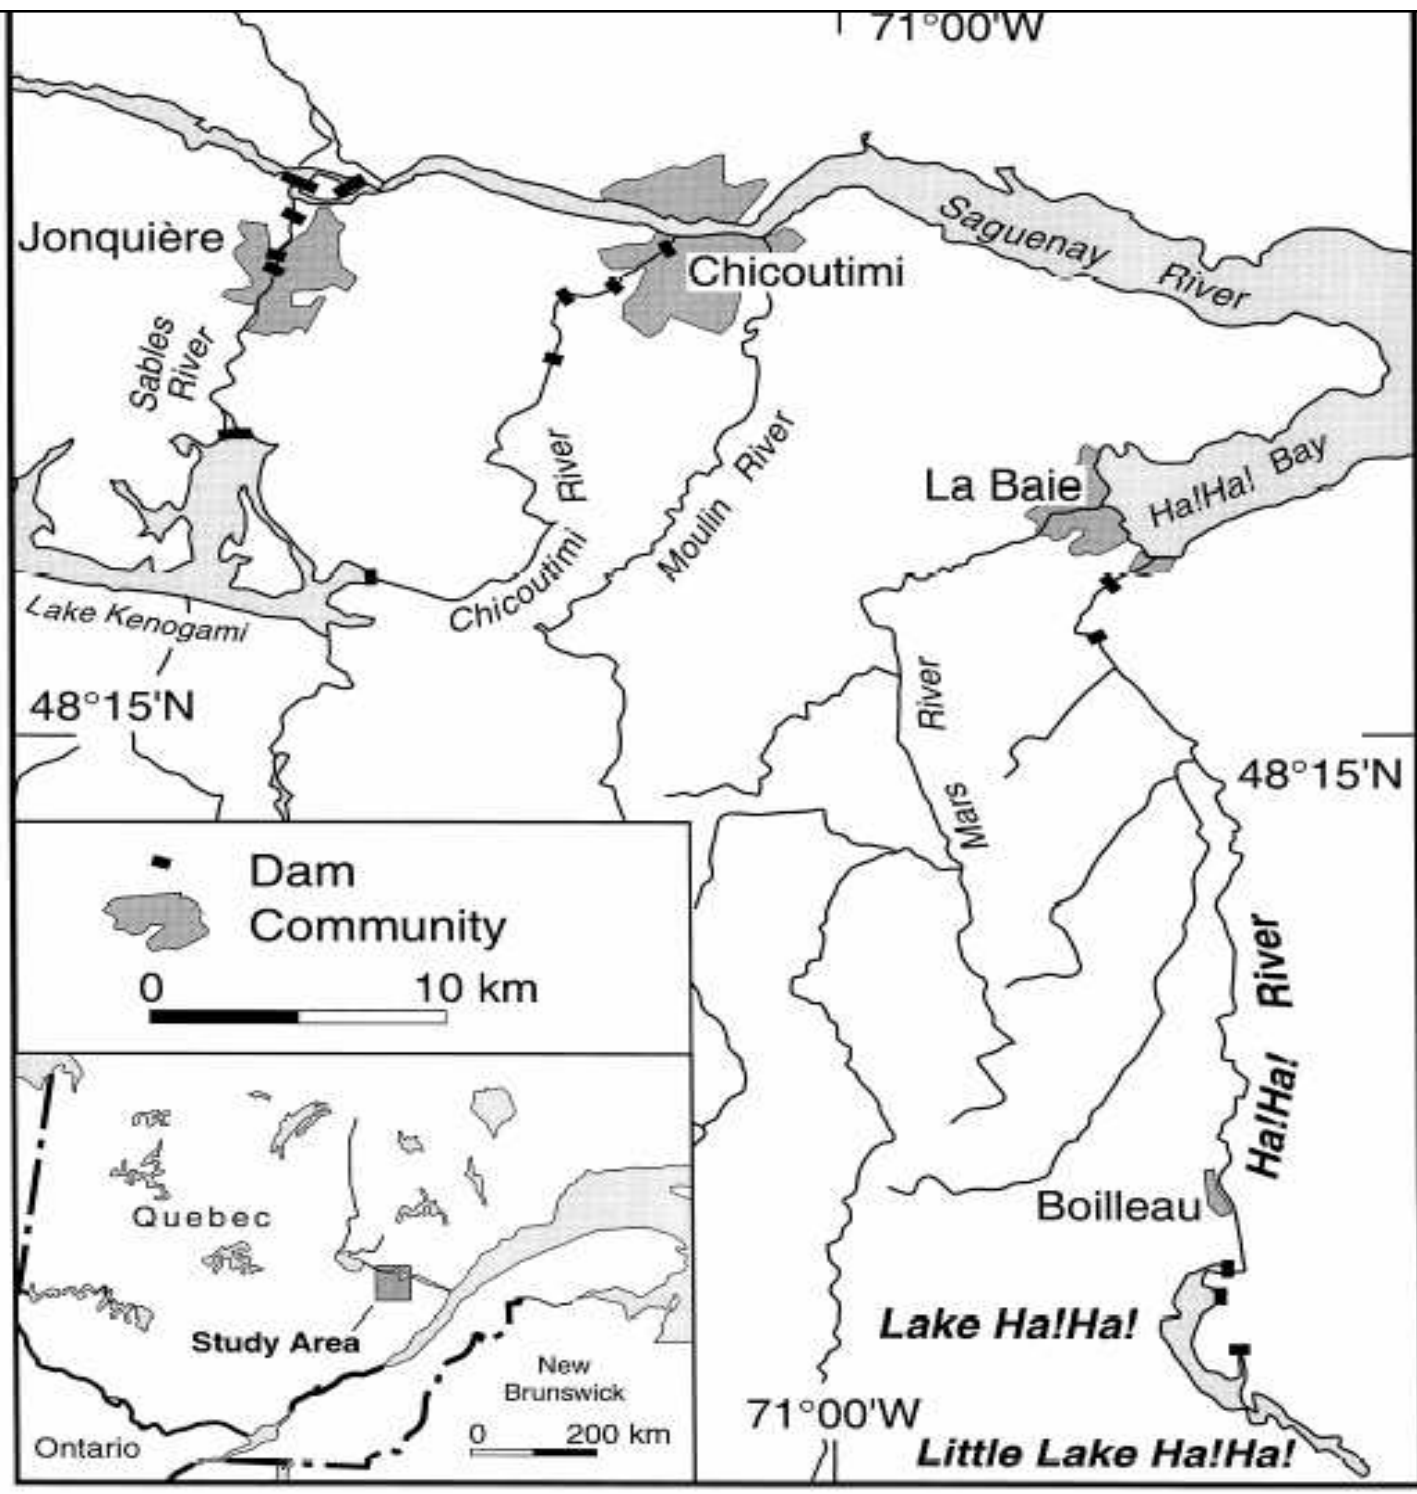 71°00'W
Jonquière
Saguenay River
Chicoutimi
Sables
River
River
Moulin River
La Baie
Ha!Ha! Bay
Chicoutimi
Lake Kenogami
River
48°15'N
48°15'N
Mars
Dam
Community
0 10 km
Ha!Ha! River
Quebec
Boilleau
Study Area
Lake Ha!Ha!
New
Brunswick
71°00'W
0 200 km
Ontario
Little Lake Ha!Ha!